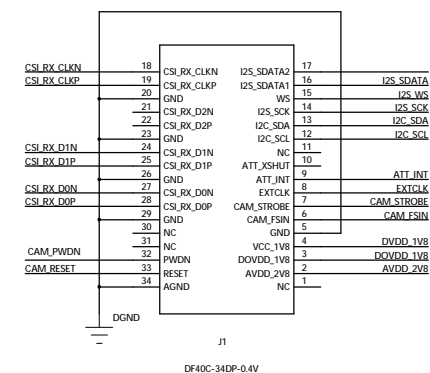 CSI_RX_CLKN 18 CSI_RX_CLKN I2S_SDATA2 17
CSI_RX_CLKP 19 CSI_RX_CLKP I2S_SDATA1 16 I2S_SDATA
20 GND WS 15 I2S_WS
21 CSI_RX_D2N I2S_SCK 14 I2S_SCK
22 CSI_RX_D2P I2C_SDA 13 I2C_SDA
23 GND I2C_SCL 12 I2C_SCL
CSI_RX_D1N 24 CSI_RX_D1N NC 11
CSI_RX_D1P 25 CSI_RX_D1P ATT_XSHUT 10
26 GND ATT_INT 9 ATT_INT
CSI_RX_D0N 27 CSI_RX_D0N EXTCLK 8 EXTCLK
CSI_RX_D0P 28 CSI_RX_D0P CAM_STROBE 7 CAM_STROBE
29 GND CAM_FSIN 6 CAM_FSIN
30 NC GND 5
31 NC VCC_1V8 4 DVDD_1V8
CAM_PWDN 32 PWDN DOVDD_1V8 3 DOVDD_1V8
CAM_RESET 33 RESET AVDD_2V8 2 AVDD_2V8
34 AGND NC 1
DGND
J1
DF40C-34DP-0.4V